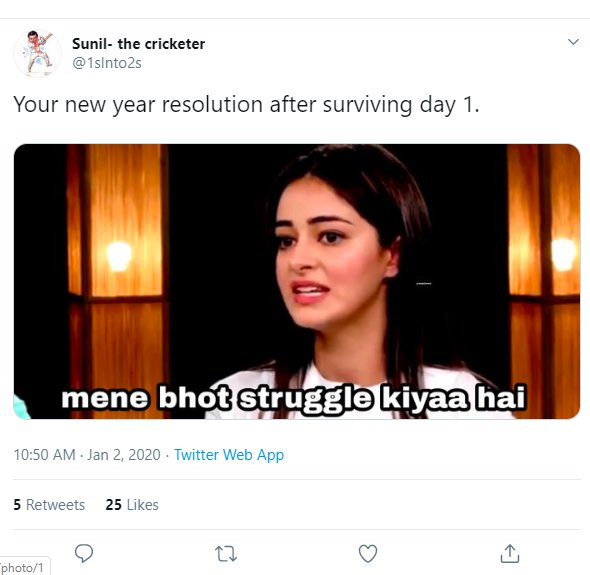 Sunil- the cricketer
@1sInto2s
Your new year resolution after surviving day 1.
mene bhot struggle kiyaa hai
10:50 AM · Jan 2, 2020 · Twitter Web App
5 Retweets 25 Likes
photo/1